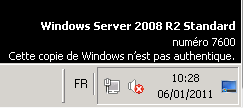 Windows Server 2008 R2 Standard
numéro 7600
Cette copie de Windows n'est pas authentique.
FR
10:28
06/01/2011